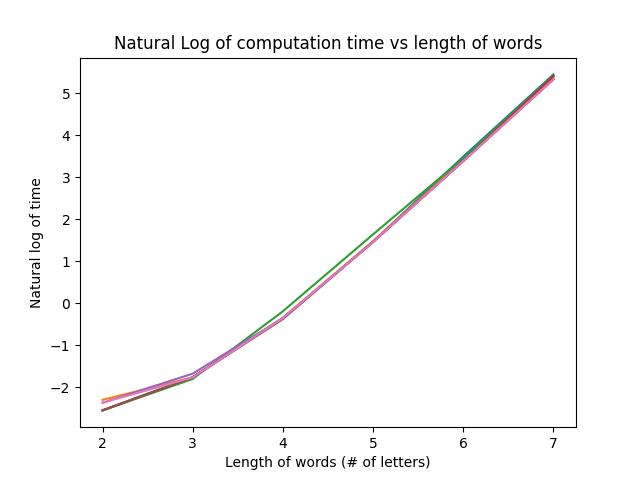 Natural Log of computation time vs length of words
5
4
3
2
1
0
−1
−2
Natural log of time
2 3 4 5 6 7
Length of words (# of letters)